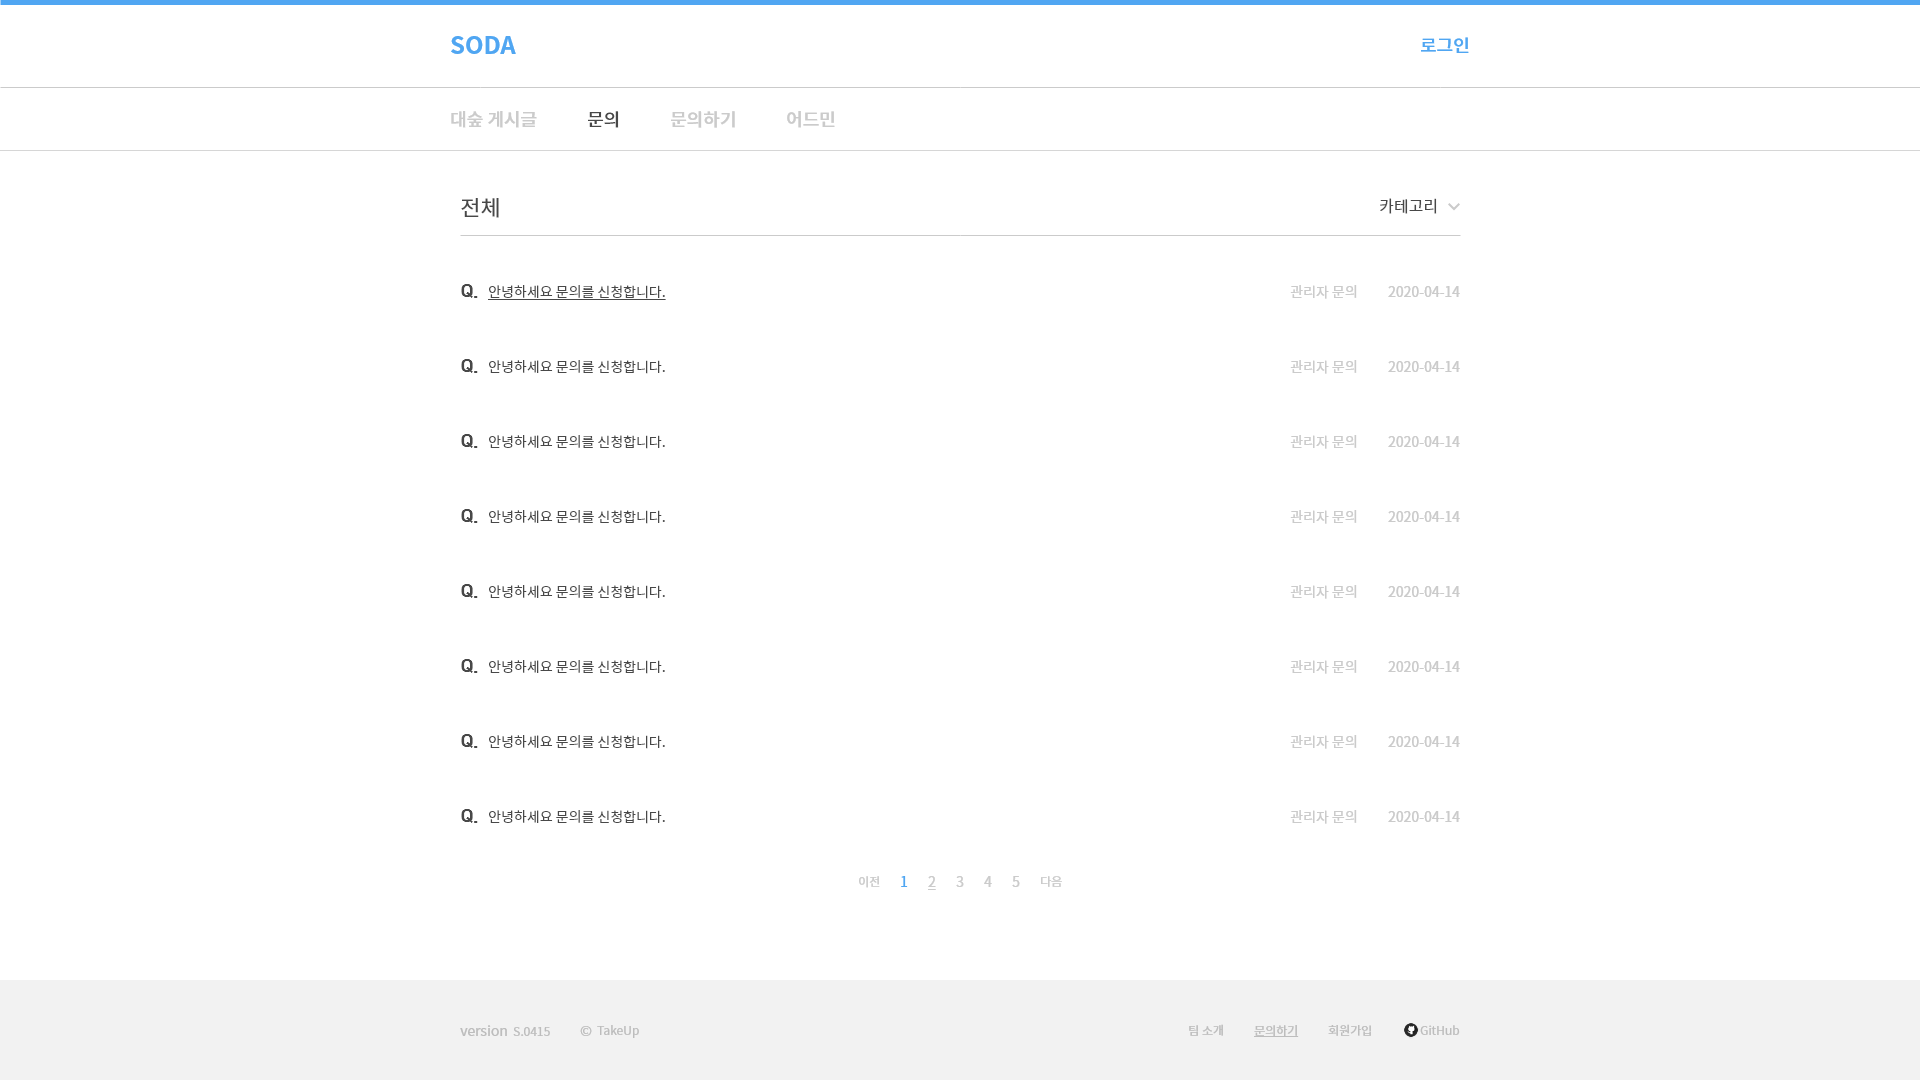 SODA 로그인
대숲 게시글 문의 문의하기 어드민
전체 카테고리
Q. 안녕하세요 문의를 신청합니다. 관리자 문의 2020-04-14
Q. 안녕하세요 문의를 신청합니다. 관리자 문의 2020-04-14
Q. 안녕하세요 문의를 신청합니다. 관리자 문의 2020-04-14
Q. 안녕하세요 문의를 신청합니다. 관리자 문의 2020-04-14
Q. 안녕하세요 문의를 신청합니다. 관리자 문의 2020-04-14
Q. 안녕하세요 문의를 신청합니다. 관리자 문의 2020-04-14
Q. 안녕하세요 문의를 신청합니다. 관리자 문의 2020-04-14
Q. 안녕하세요 문의를 신청합니다. 관리자 문의 2020-04-14
이전 1 2 3 4 5 다음
version S.0415 © TakeUp 팀 소개 문의하기 회원가입 GitHub